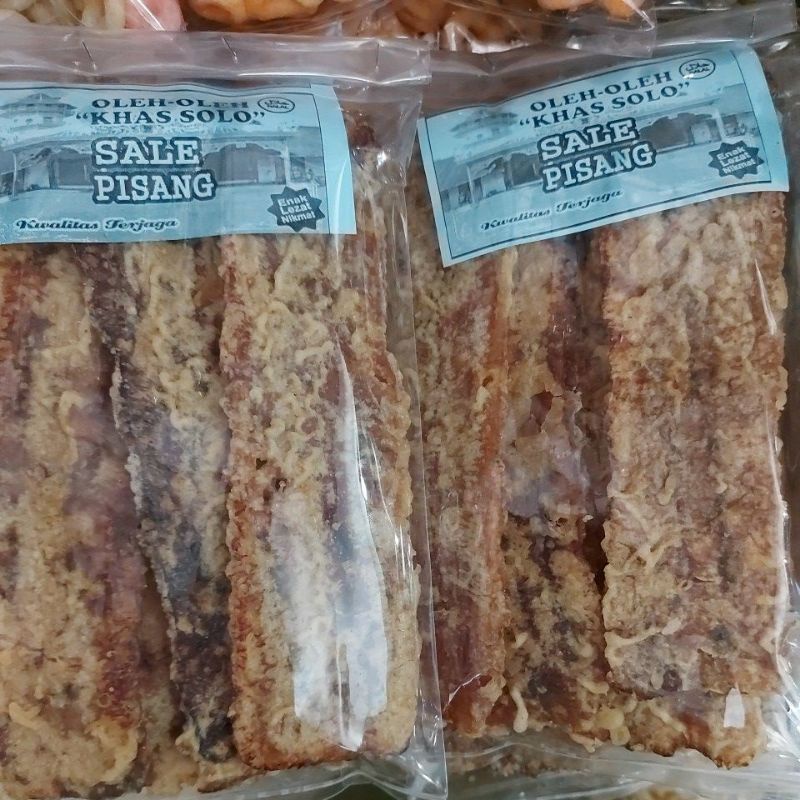 OLEH-OLEH
"KHAS SOLO"
SALE
PISANG
Kwalitas Terjaga
Enak
Lezat
Nikmat
OLEH-OLEH
"KHAS SOLO"
HALAL
SALE
PISANG
Kwalitas Terjaga
Enak
Lezat
Nikmat